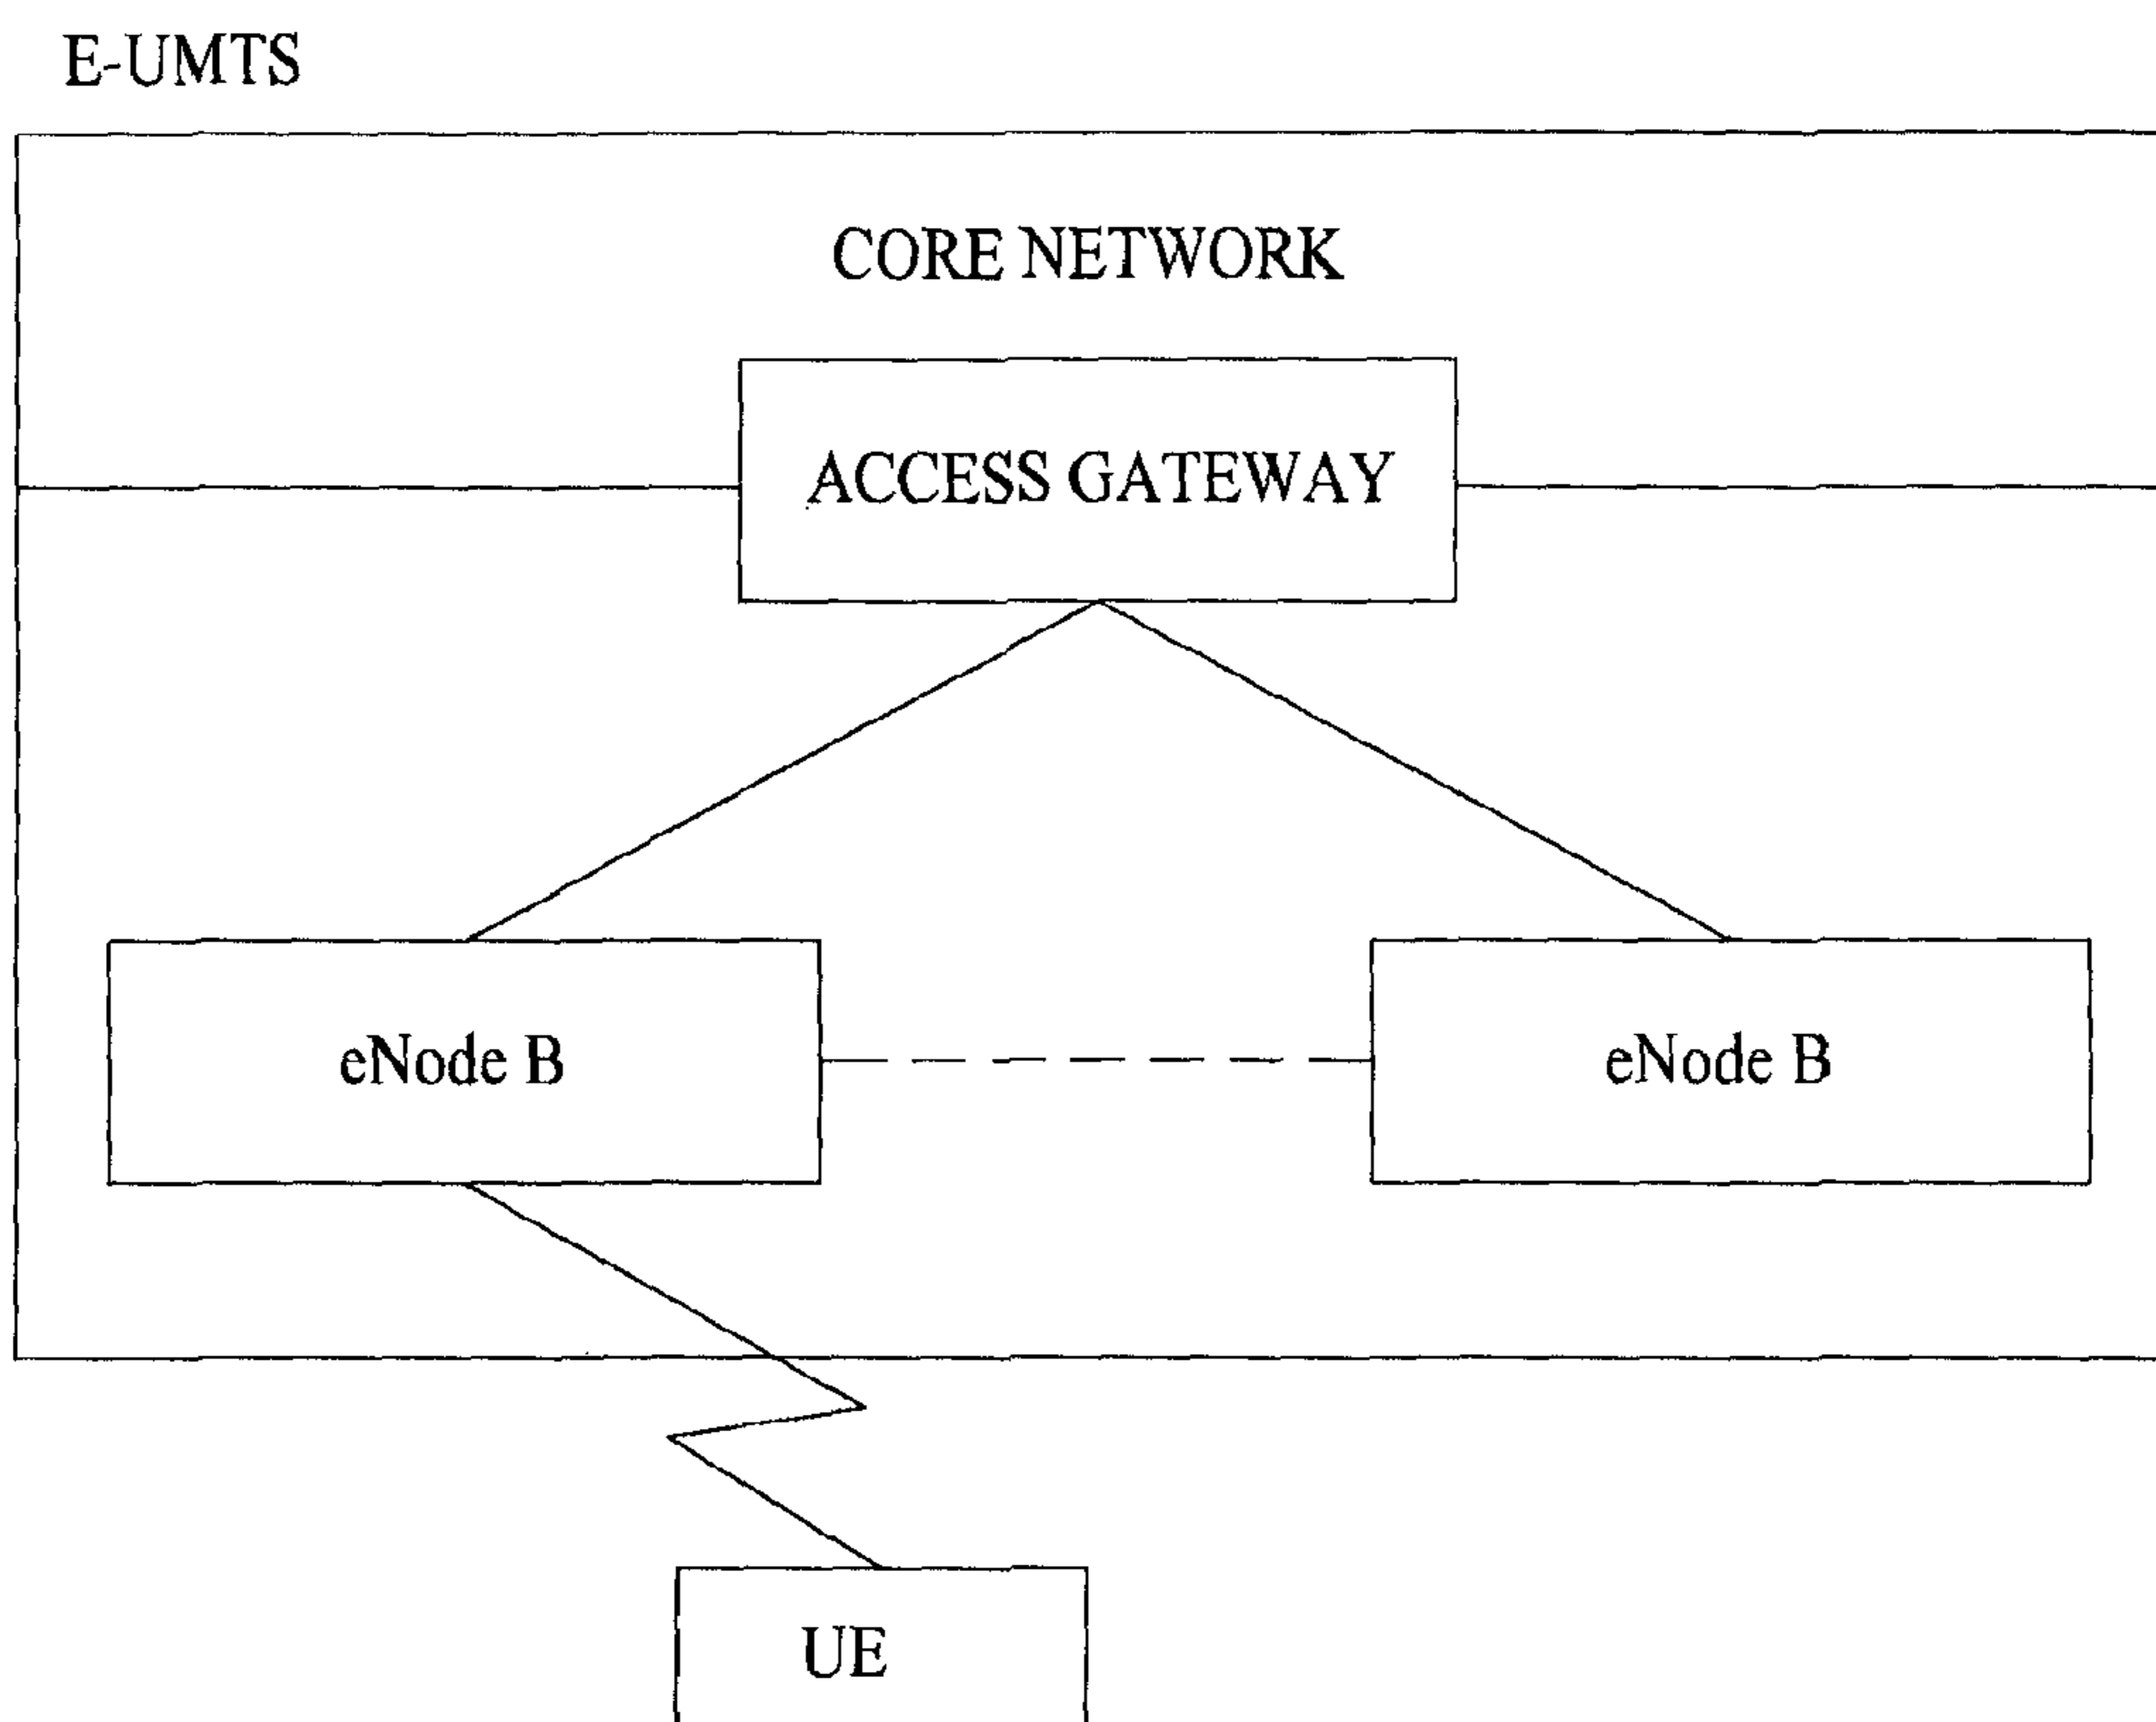 E-UMTS
CORE NETWORK
ACCESS GATEWAY
eNode B
eNode B
UE